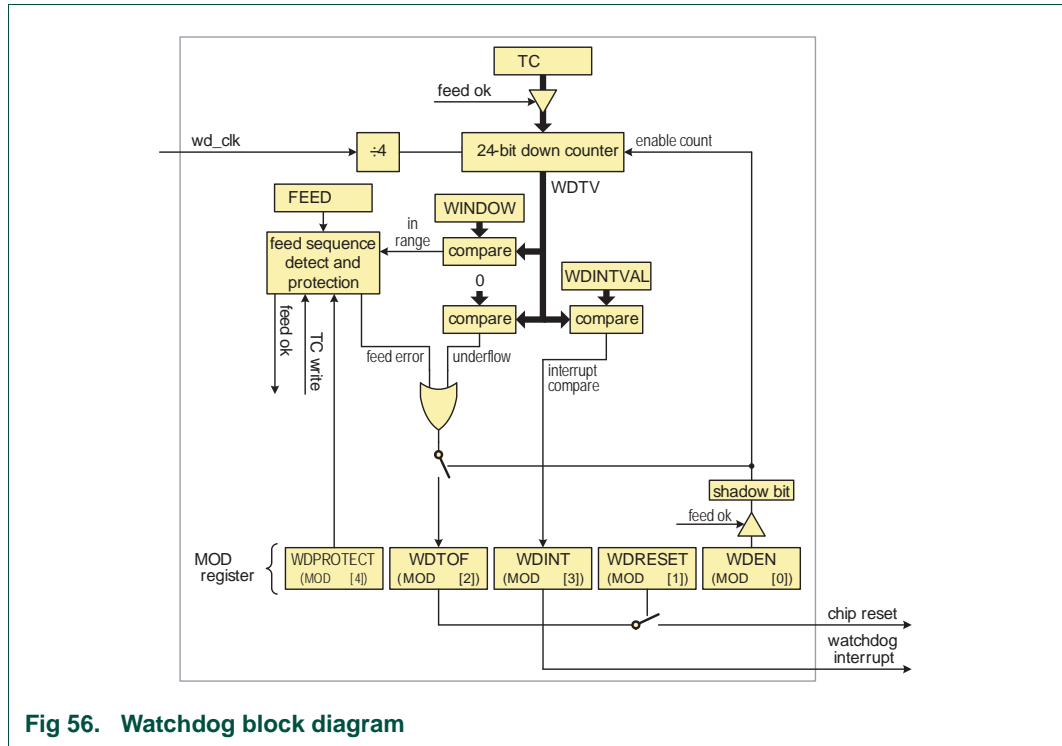 TC
feed ok
wd_clk
÷4
24-bit down counter
enable count
WDTV
FEED
WINDOW
in
range
feed sequence
detect and
protection
compare
WDINTVAL
0
compare
compare
feed ok
TC write
feed error
underflow
interrupt
compare
shadow bit
feed ok
MOD
register
WDPROTECT
(MOD [4])
WDTOF
(MOD [2])
WDINT
(MOD [3])
WDRESET
(MOD [1])
WDEN
(MOD [0])
chip reset
watchdog
interrupt
Fig 56. Watchdog block diagram